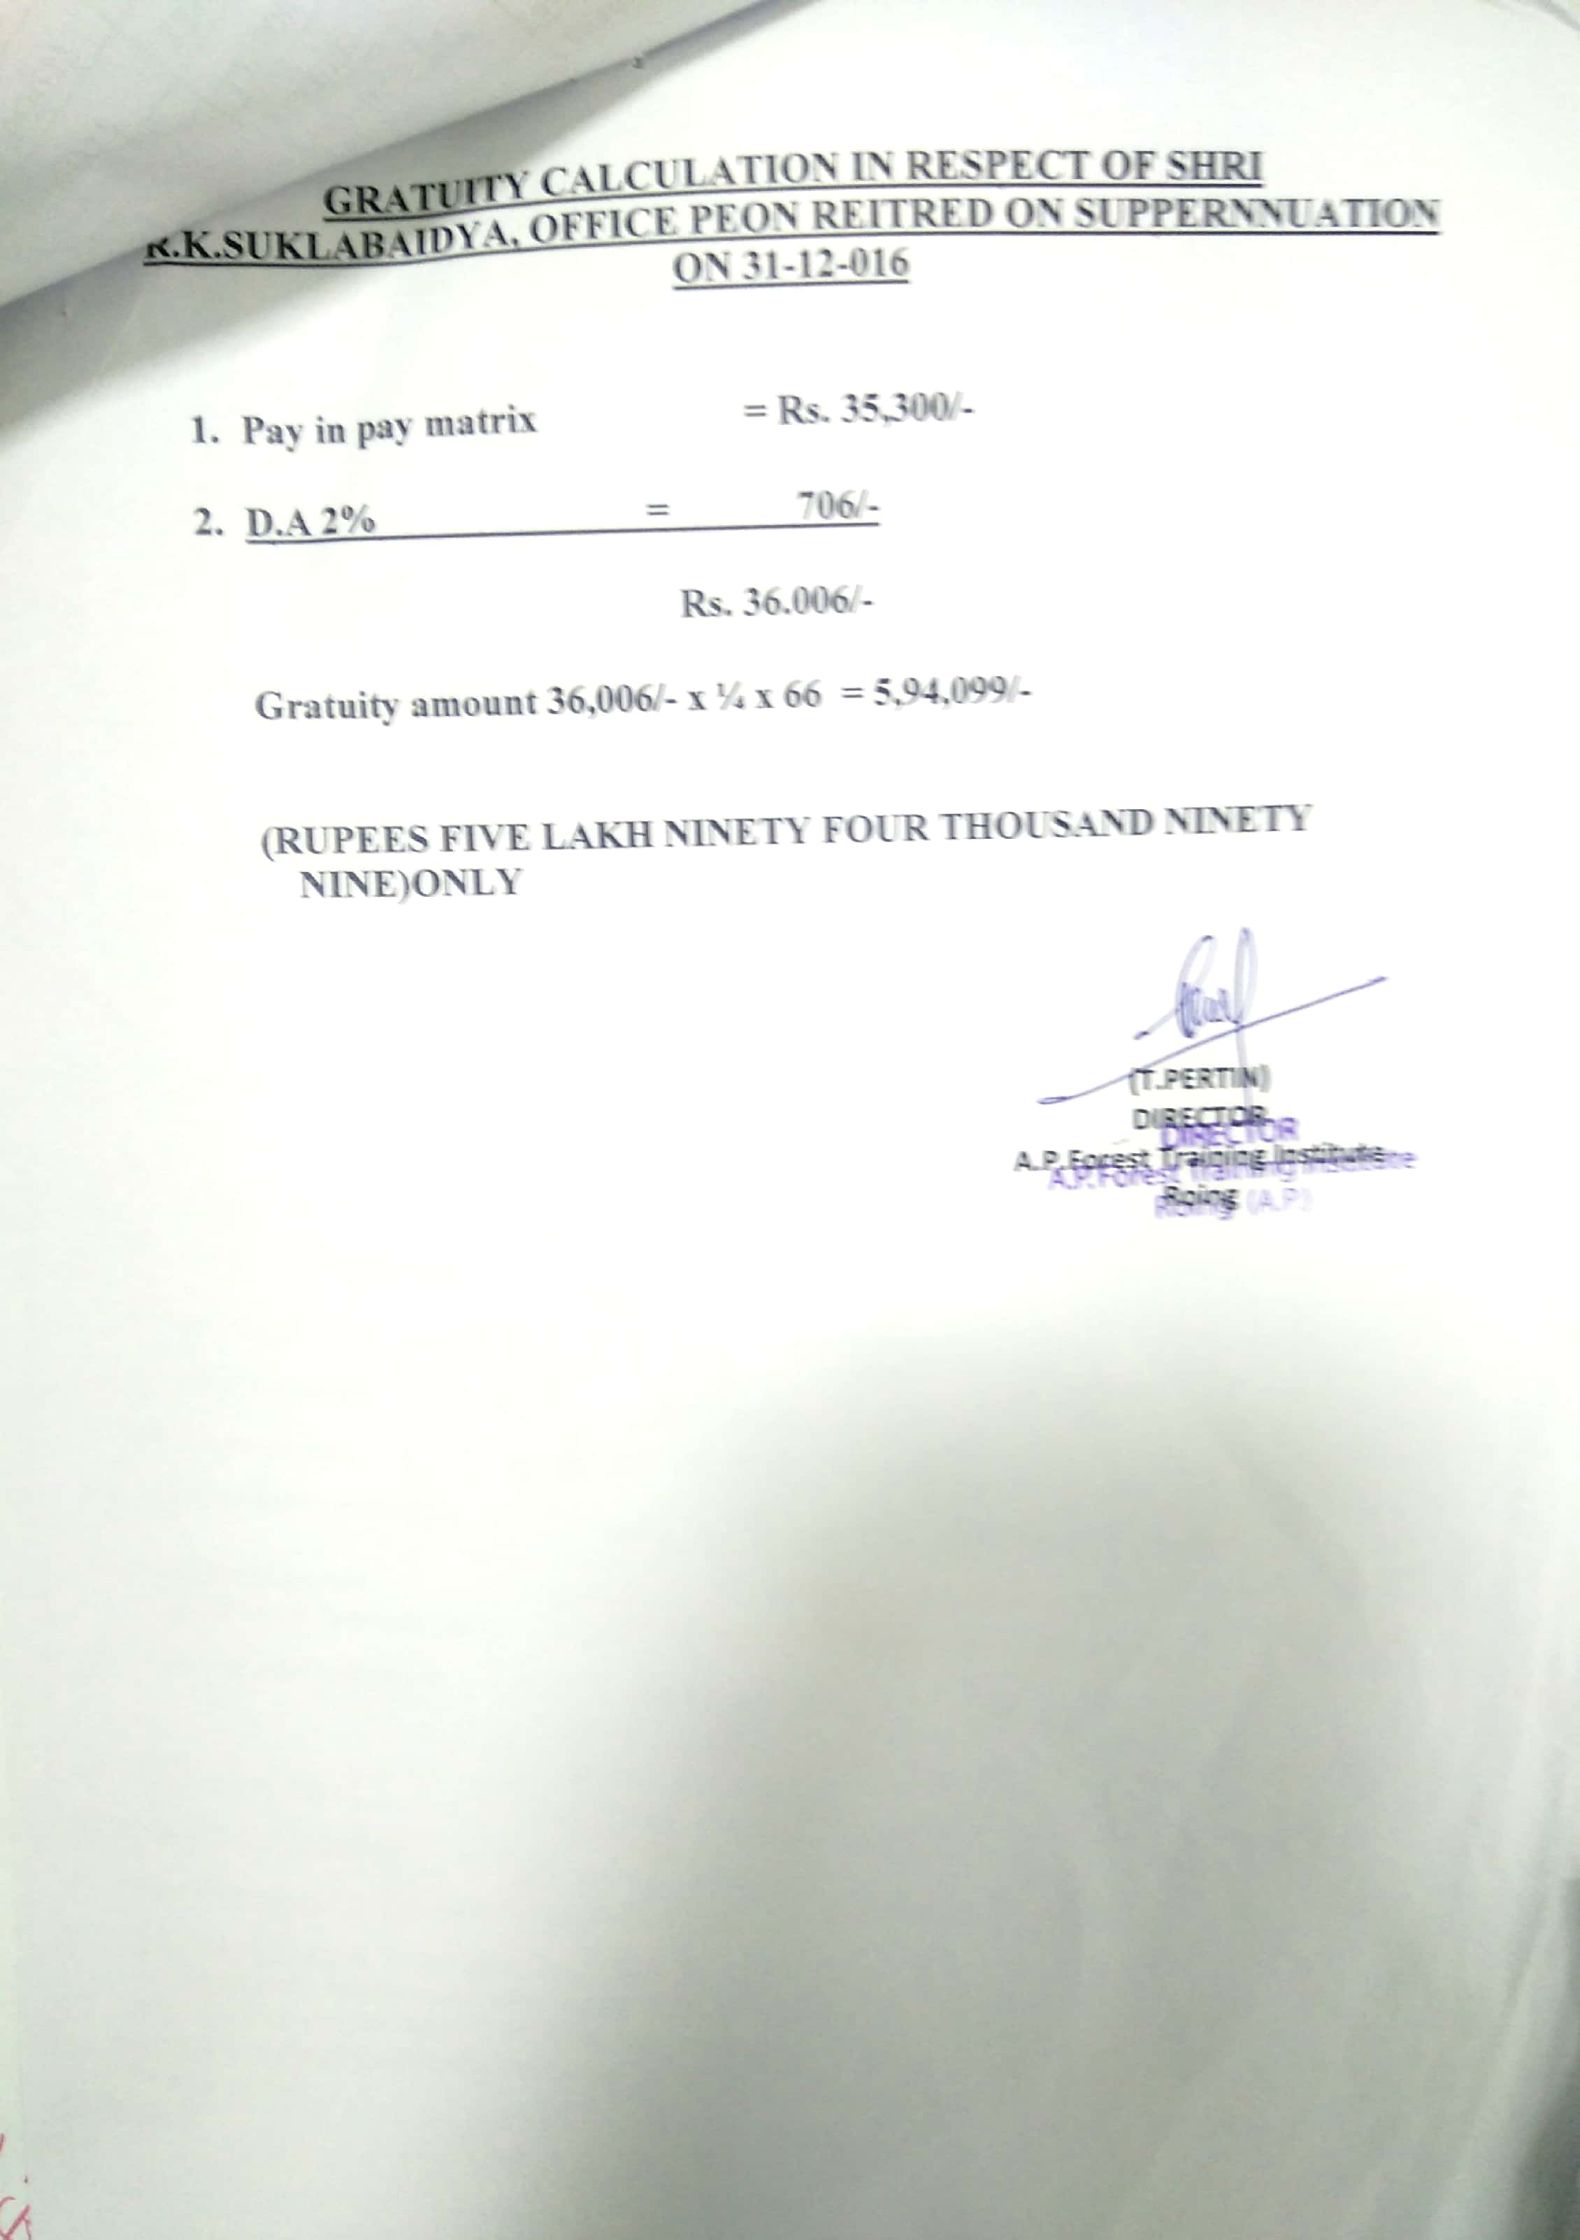 GRATUITY CALCULATION IN RESPECT OF SHRI
R.K.SUKLABAIDYA, OFFICE PEON REITRED ON SUPPERNNUATION
ON 31-12-016
1. Pay in pay matrix = Rs. 35,300/-
2. D.A 2% = 706/-
Rs. 36.006/-
Gratuity amount 36,006/- x ¼ x 66 = 5,94,099/-
(RUPEES FIVE LAKH NINETY FOUR THOUSAND NINETY
NINE)ONLY
(T.PERTIN)
DIRECTOR
DIRECTOR
A.P.Forest Training Institute
A.P.Forest Training Institute
Roing
Roing (A.P)